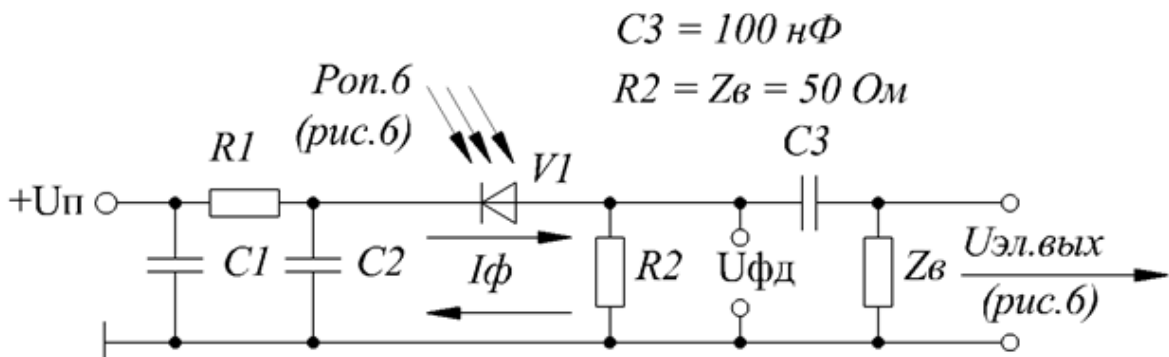 C3 = 100 нФ
Pоп.6
(рис.6)
R2 = Zв = 50 Ом
R1
V1
C3
+Uп
C1
C2
Iф
R2
Uфд
Zв
Uэл.вых
(рис.6)